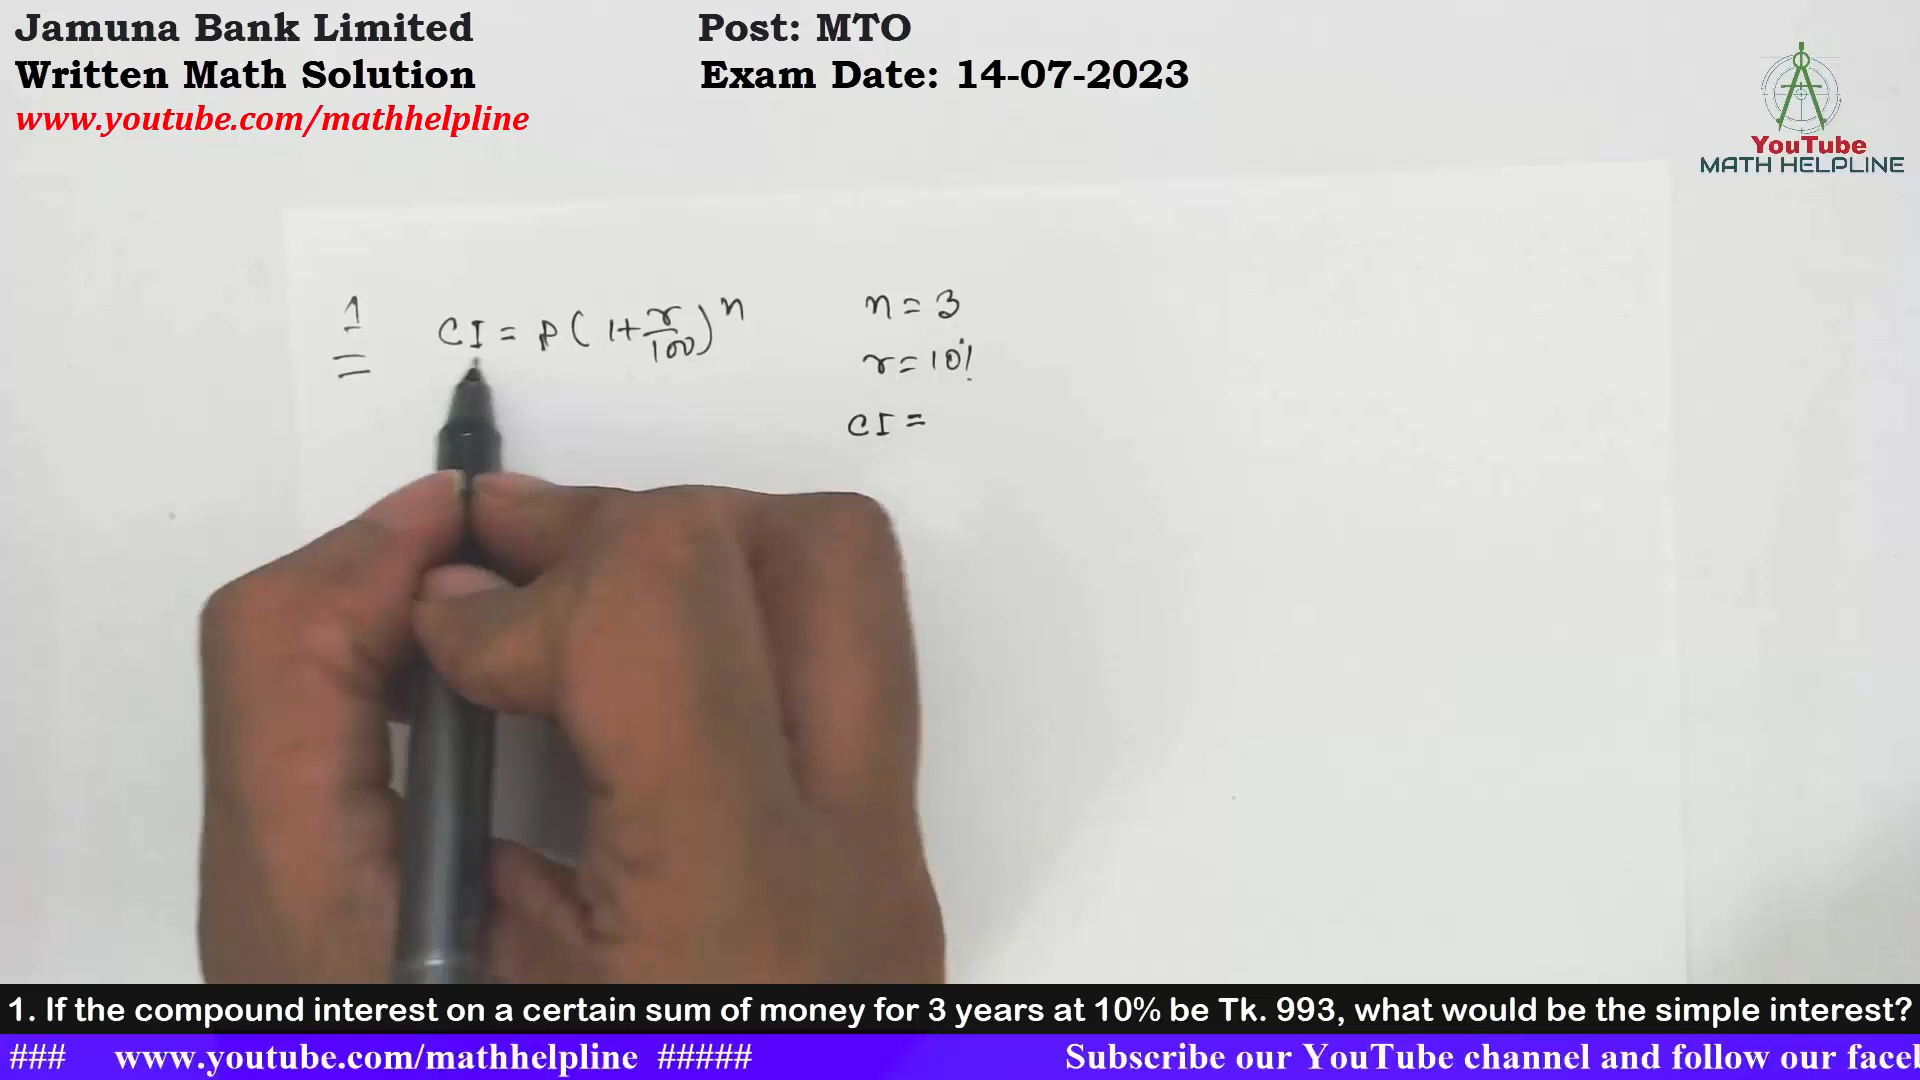 Jamuna Bank Limited
Written Math Solution
www.youtube.com/mathhelpline
Post: MTO
Exam Date: 14-07-2023
YouTube
MATH HELPLINE
1 CI = P(1+r/100)^n
n = 3
r = 10%
CI =
1. If the compound interest on a certain sum of money for 3 years at 10% be Tk. 993, what would be the simple interest?
### www.youtube.com/mathhelpline ##### Subscribe our YouTube channel and follow our facel